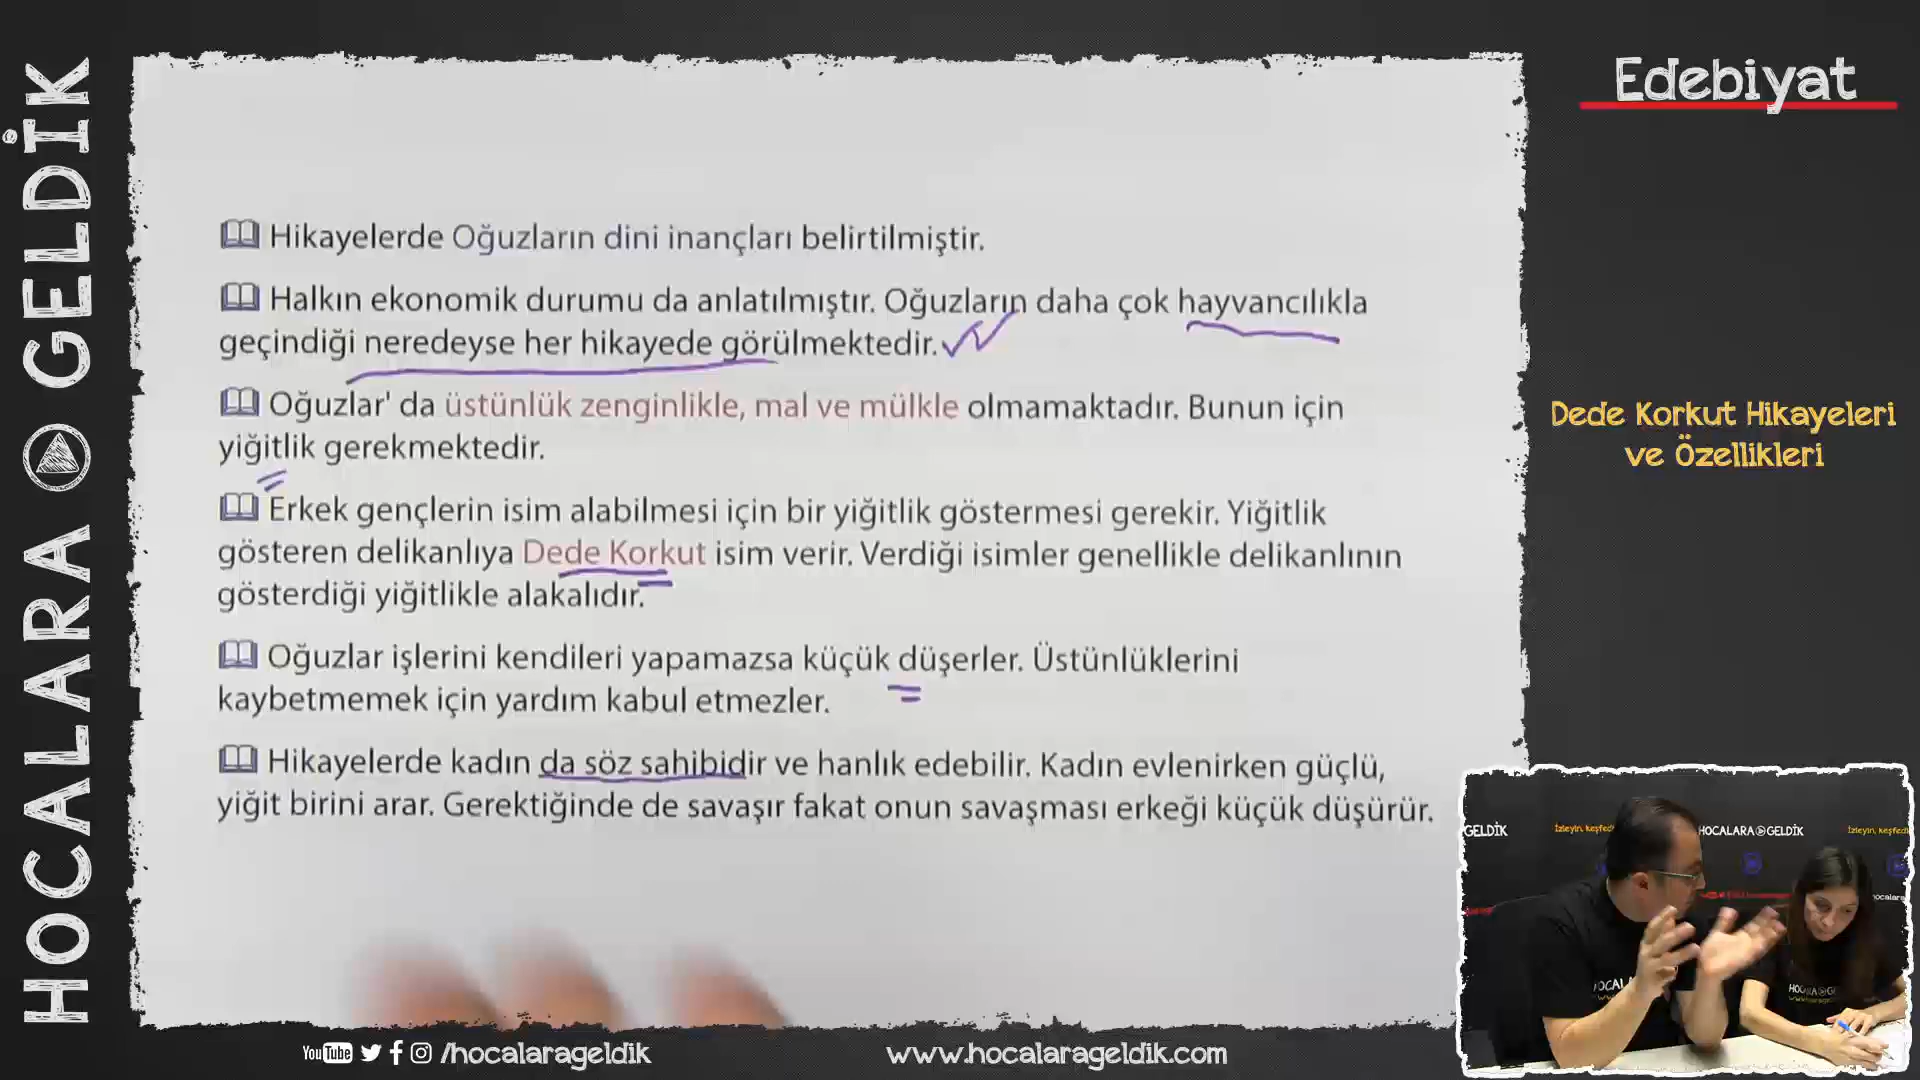 HOCALARA GELDİK
Edebiyat
Hikayelerde Oğuzların dini inançları belirtilmiştir.
Halkın ekonomik durumu da anlatılmıştır. Oğuzların daha çok hayvancılıkla
geçindiği neredeyse her hikayede görülmektedir.
Oğuzlar' da üstünlük zenginlikle, mal ve mülkle olmamaktadır. Bunun için
yiğitlik gerekmektedir.
Erkek gençlerin isim alabilmesi için bir yiğitlik göstermesi gerekir. Yiğitlik
gösteren delikanlıya Dede Korkut isim verir. Verdiği isimler genellikle delikanlının
gösterdiği yiğitlikle alakalıdır.
Oğuzlar işlerini kendileri yapamazsa küçük düşerler. Üstünlüklerini
kaybetmemek için yardım kabul etmezler.
Hikayelerde kadın da söz sahibidir ve hanlık edebilir. Kadın evlenirken güçlü,
yiğit birini arar. Gerektiğinde de savaşır fakat onun savaşması erkeği küçük düşürür.
Dede Korkut Hikayeleri
ve Özellikleri
GELDİK
HOCALARA GELDİK
YouTube /hocalarageldik
www.hocalarageldik.com